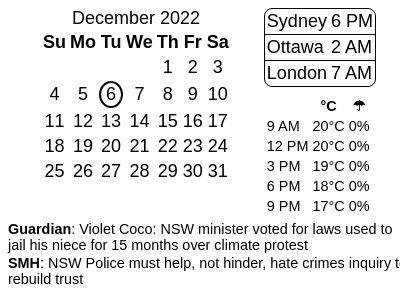 December 2022
Su Mo Tu We Th Fr Sa
1 2 3
4 5 6 7 8 9 10
11 12 13 14 15 16 17
18 19 20 21 22 23 24
25 26 27 28 29 30 31
Sydney 6 PM
Ottawa 2 AM
London 7 AM
°C ☂
9 AM 20°C 0%
12 PM 20°C 0%
3 PM 19°C 0%
6 PM 18°C 0%
9 PM 17°C 0%
Guardian: Violet Coco: NSW minister voted for laws used to
jail his niece for 15 months over climate protest
SMH: NSW Police must help, not hinder, hate crimes inquiry t
rebuild trust